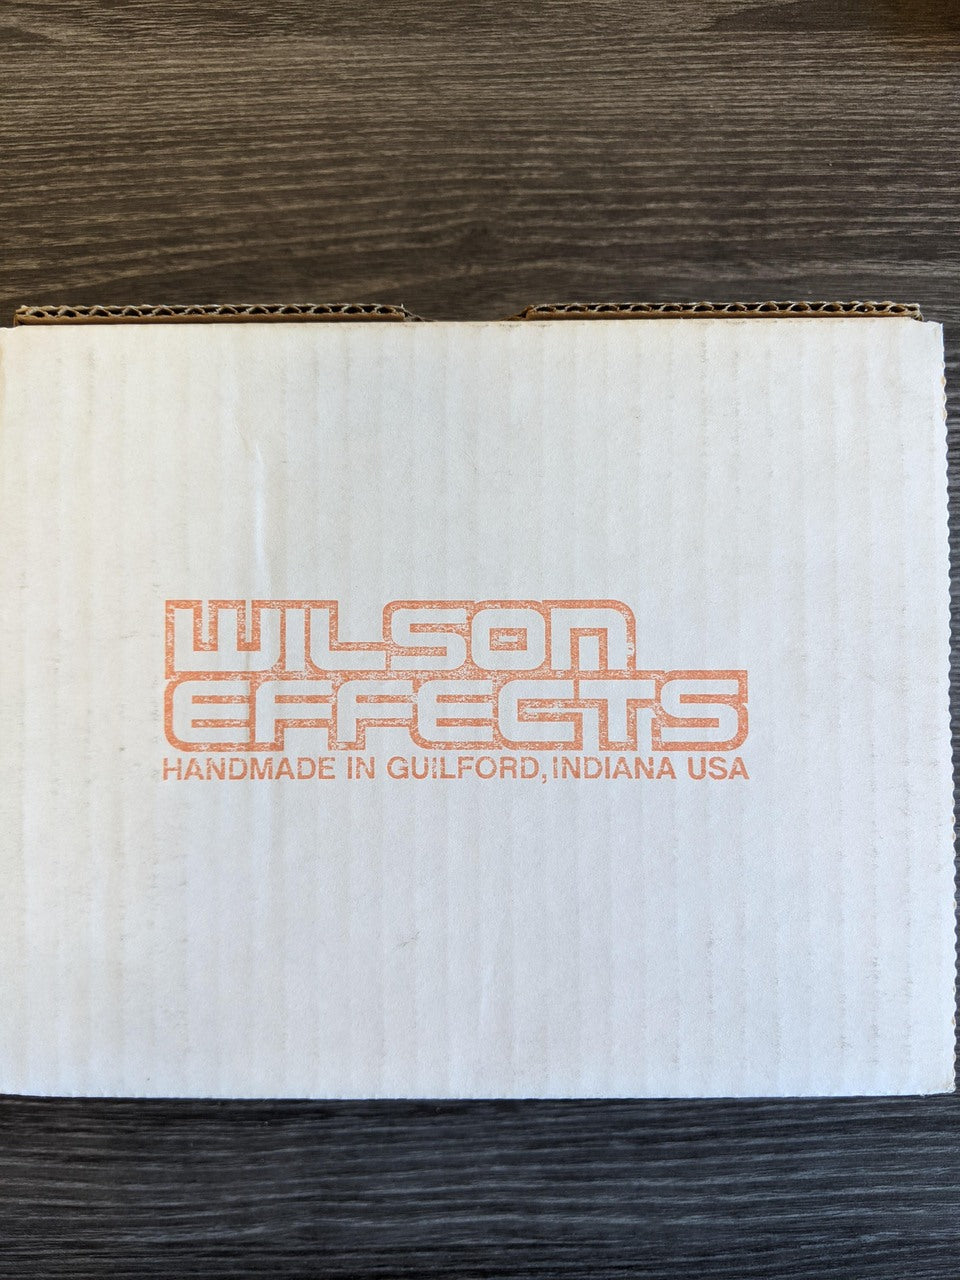 WILSON
EFFECTS
HANDMADE IN GUILFORD, INDIANA USA